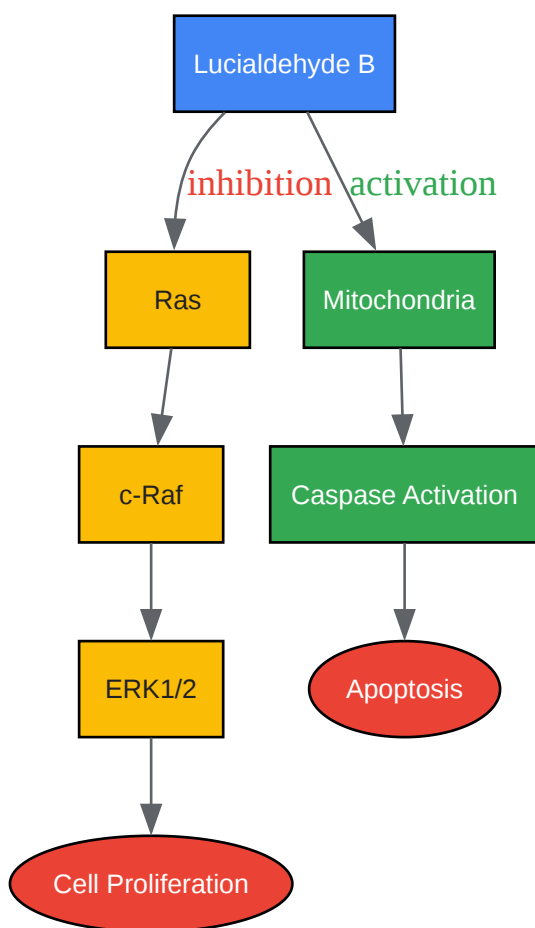 Lucialdehyde B
inhibition activation
Ras
Mitochondria
c-Raf
Caspase Activation
ERK1/2
Apoptosis
Cell Proliferation